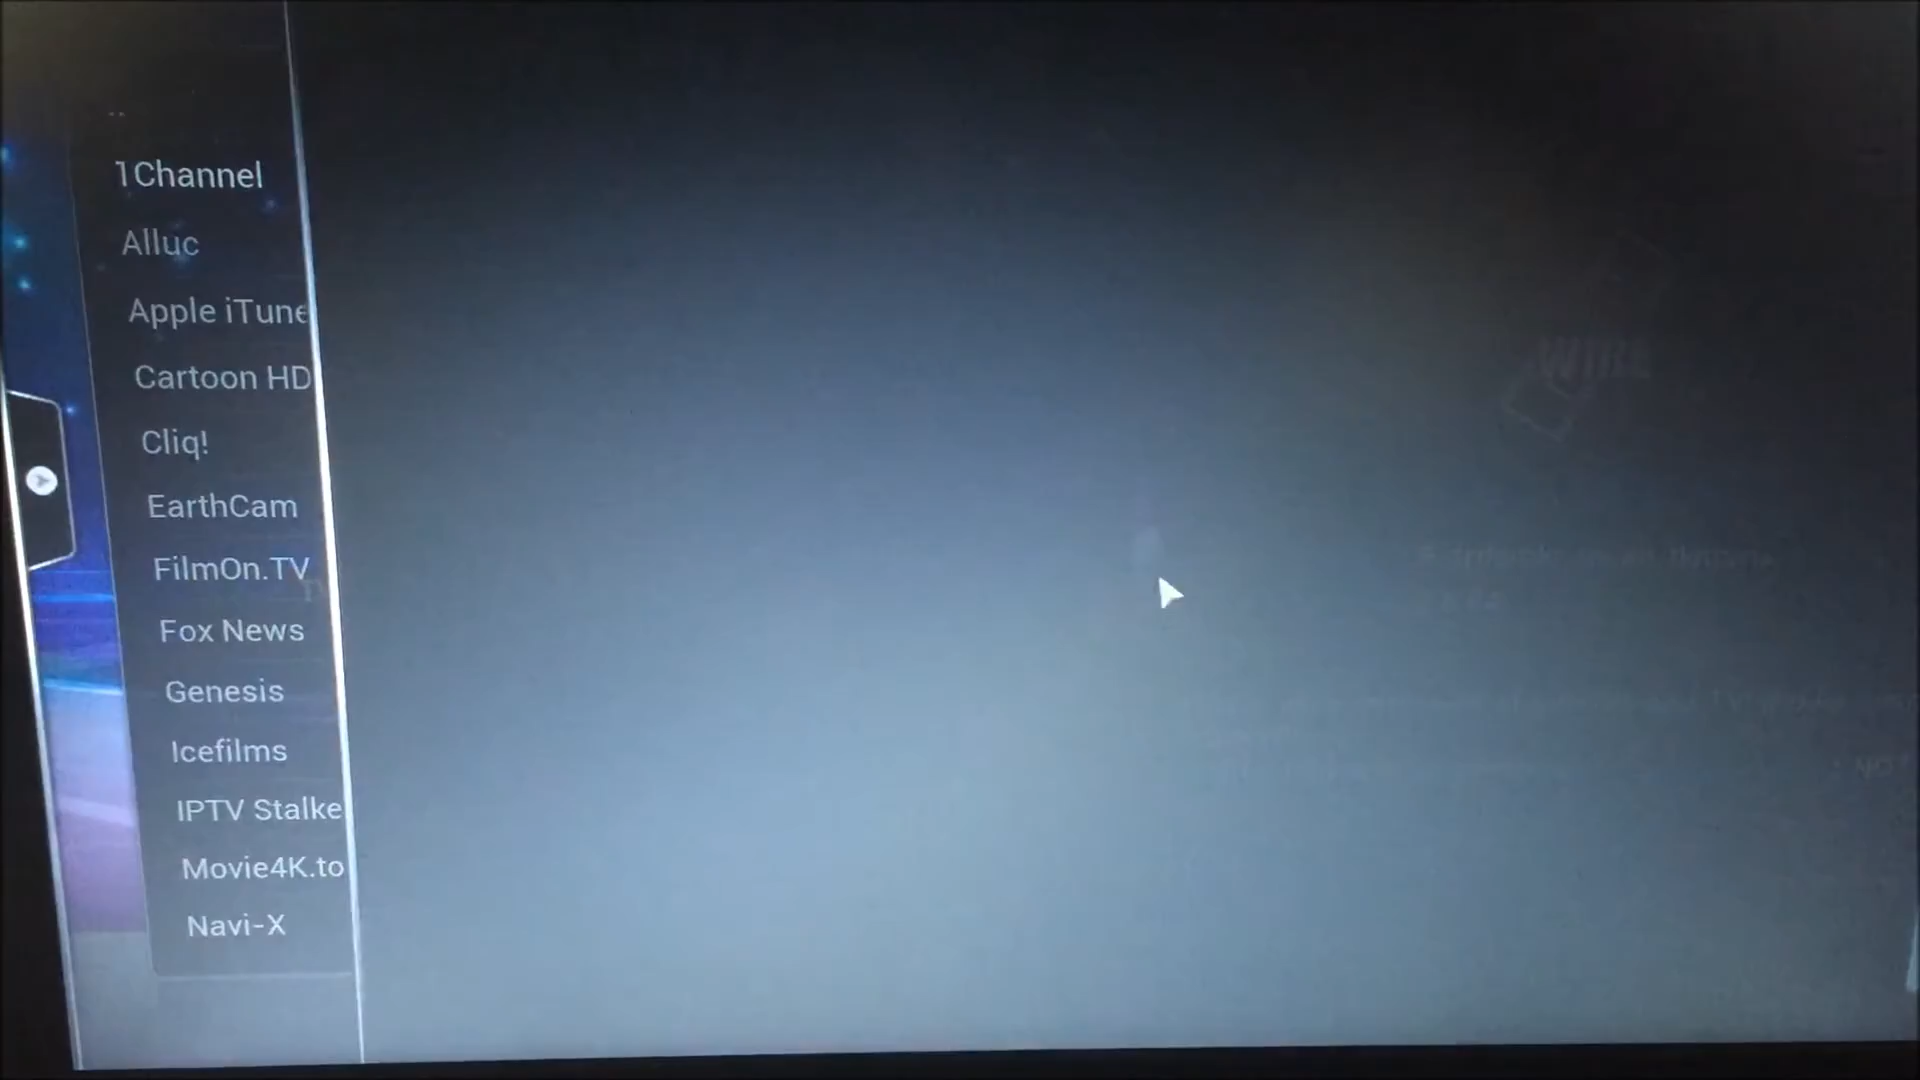 ..
1Channel
Alluc
Apple iTune
Cartoon HD
Cliq!
EarthCam
FilmOn.TV
Fox News
Genesis
Icefilms
IPTV Stalke
Movie4K.to
Navi-X